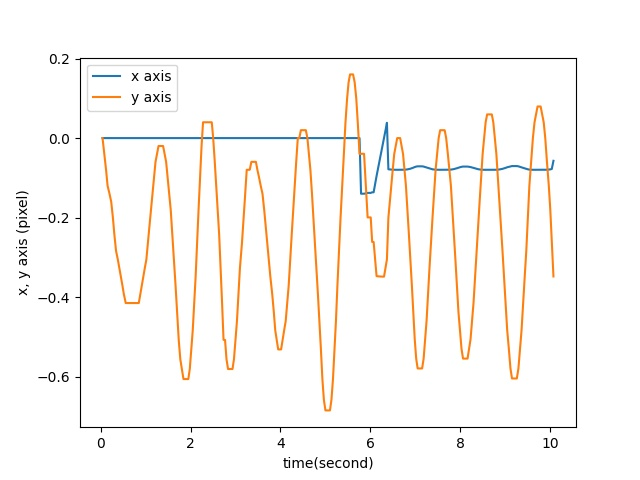 x axis
y axis
0.2
0.0
−0.2
−0.4
−0.6
x, y axis (pixel)
0 2 4 6 8 10
time(second)